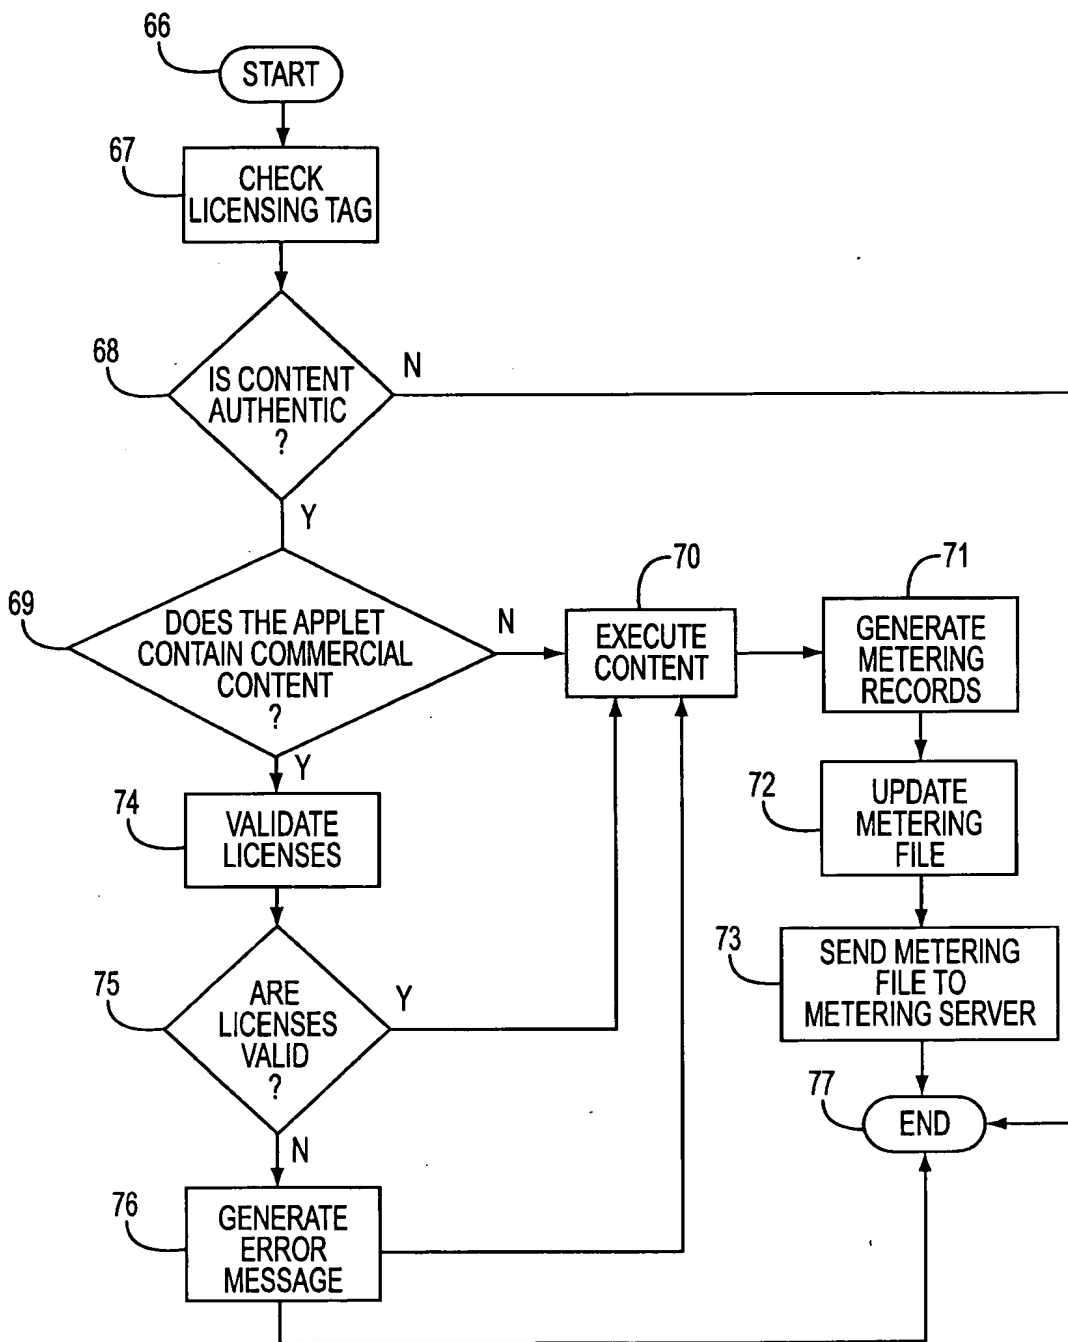 66
START
67
CHECK
LICENSING TAG
68
IS CONTENT
AUTHENTIC
?
N
Y
69
DOES THE APPLET
CONTAIN COMMERCIAL
CONTENT
?
N
Y
70
EXECUTE
CONTENT
71
GENERATE
METERING
RECORDS
72
UPDATE
METERING
FILE
73
SEND METERING
FILE TO
METERING SERVER
74
VALIDATE
LICENSES
75
ARE
LICENSES
VALID
?
Y
N
76
GENERATE
ERROR
MESSAGE
77
END